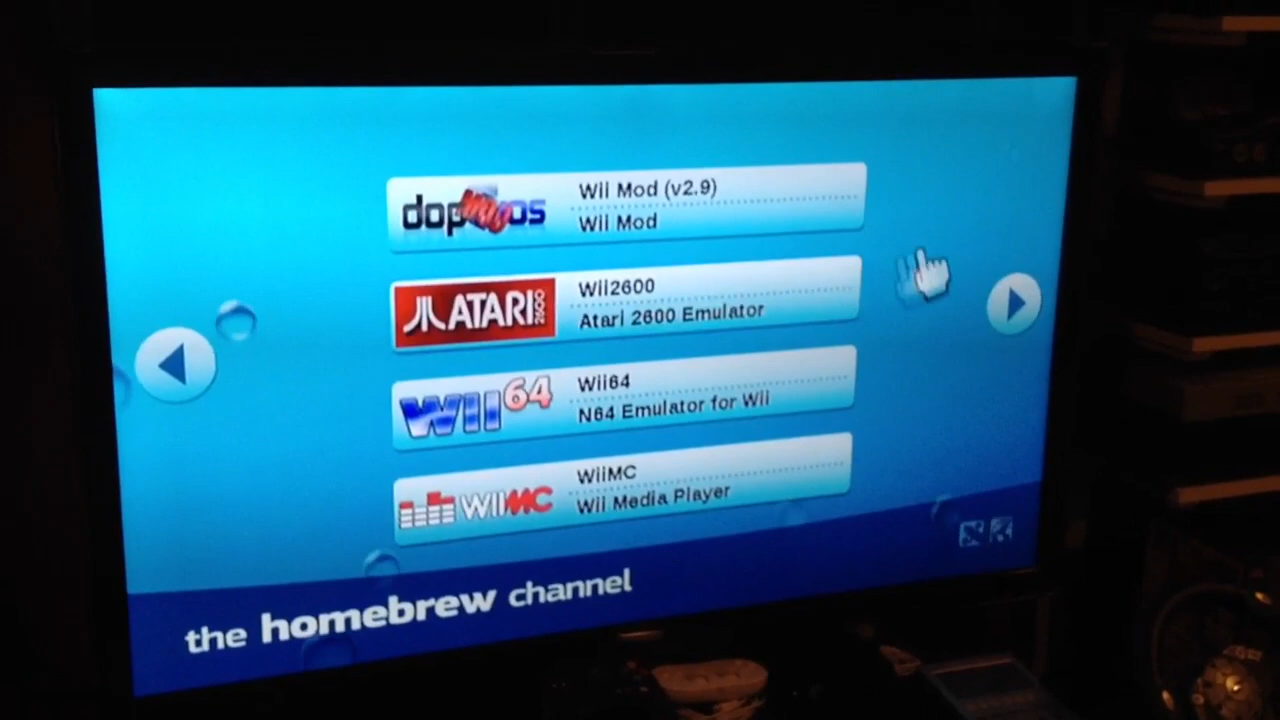 Wii Mod (v2.9)
Wii Mod
ATARI 2600
Wii2600
Atari 2600 Emulator
Wii64
Wii64
N64 Emulator for Wii
WiiMC
WiiMC
Wii Media Player
the homebrew channel